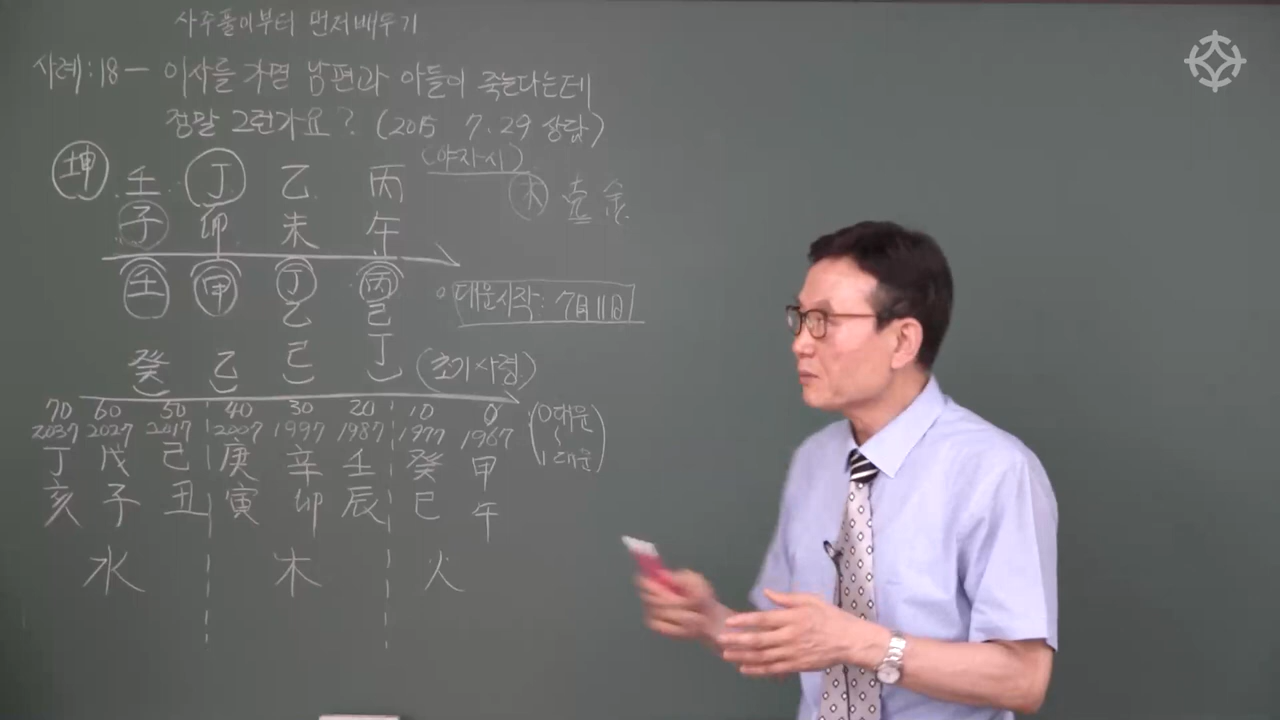 사주풀이부터 먼저배우기
사례:18- 이사를 가면 남편과 아들이 죽는다는데
정말 그런가요? (2015 7.29 상담)
(야자시)
坤 壬 丁 乙 丙
木 金
子 卯 未 午
壬 甲 丁 丙
대운시작: 7月11日
乙 己
癸 乙 己 丁 (초기사령)
70 60 50 40 30 20 10 0
2037 2027 2017 2007 1997 1987 1977 1967
(0대운
1대운)
丁 戊 己 庚 辛 壬 癸 甲
亥 子 丑 寅 卯 辰 巳 午
水 木 火